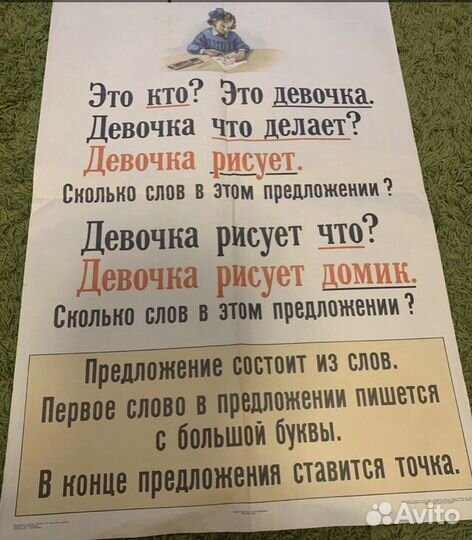 Это кто? Это девочка.
Девочка что делает?
Девочка рисует.
Сколько слов в этом предложении?
Девочка рисует что?
Девочка рисует домик.
Сколько слов в этом предложении?
Предложение состоит из слов.
Первое слово в предложении пишется
с большой буквы.
В конце предложения ставится точка.
Avito